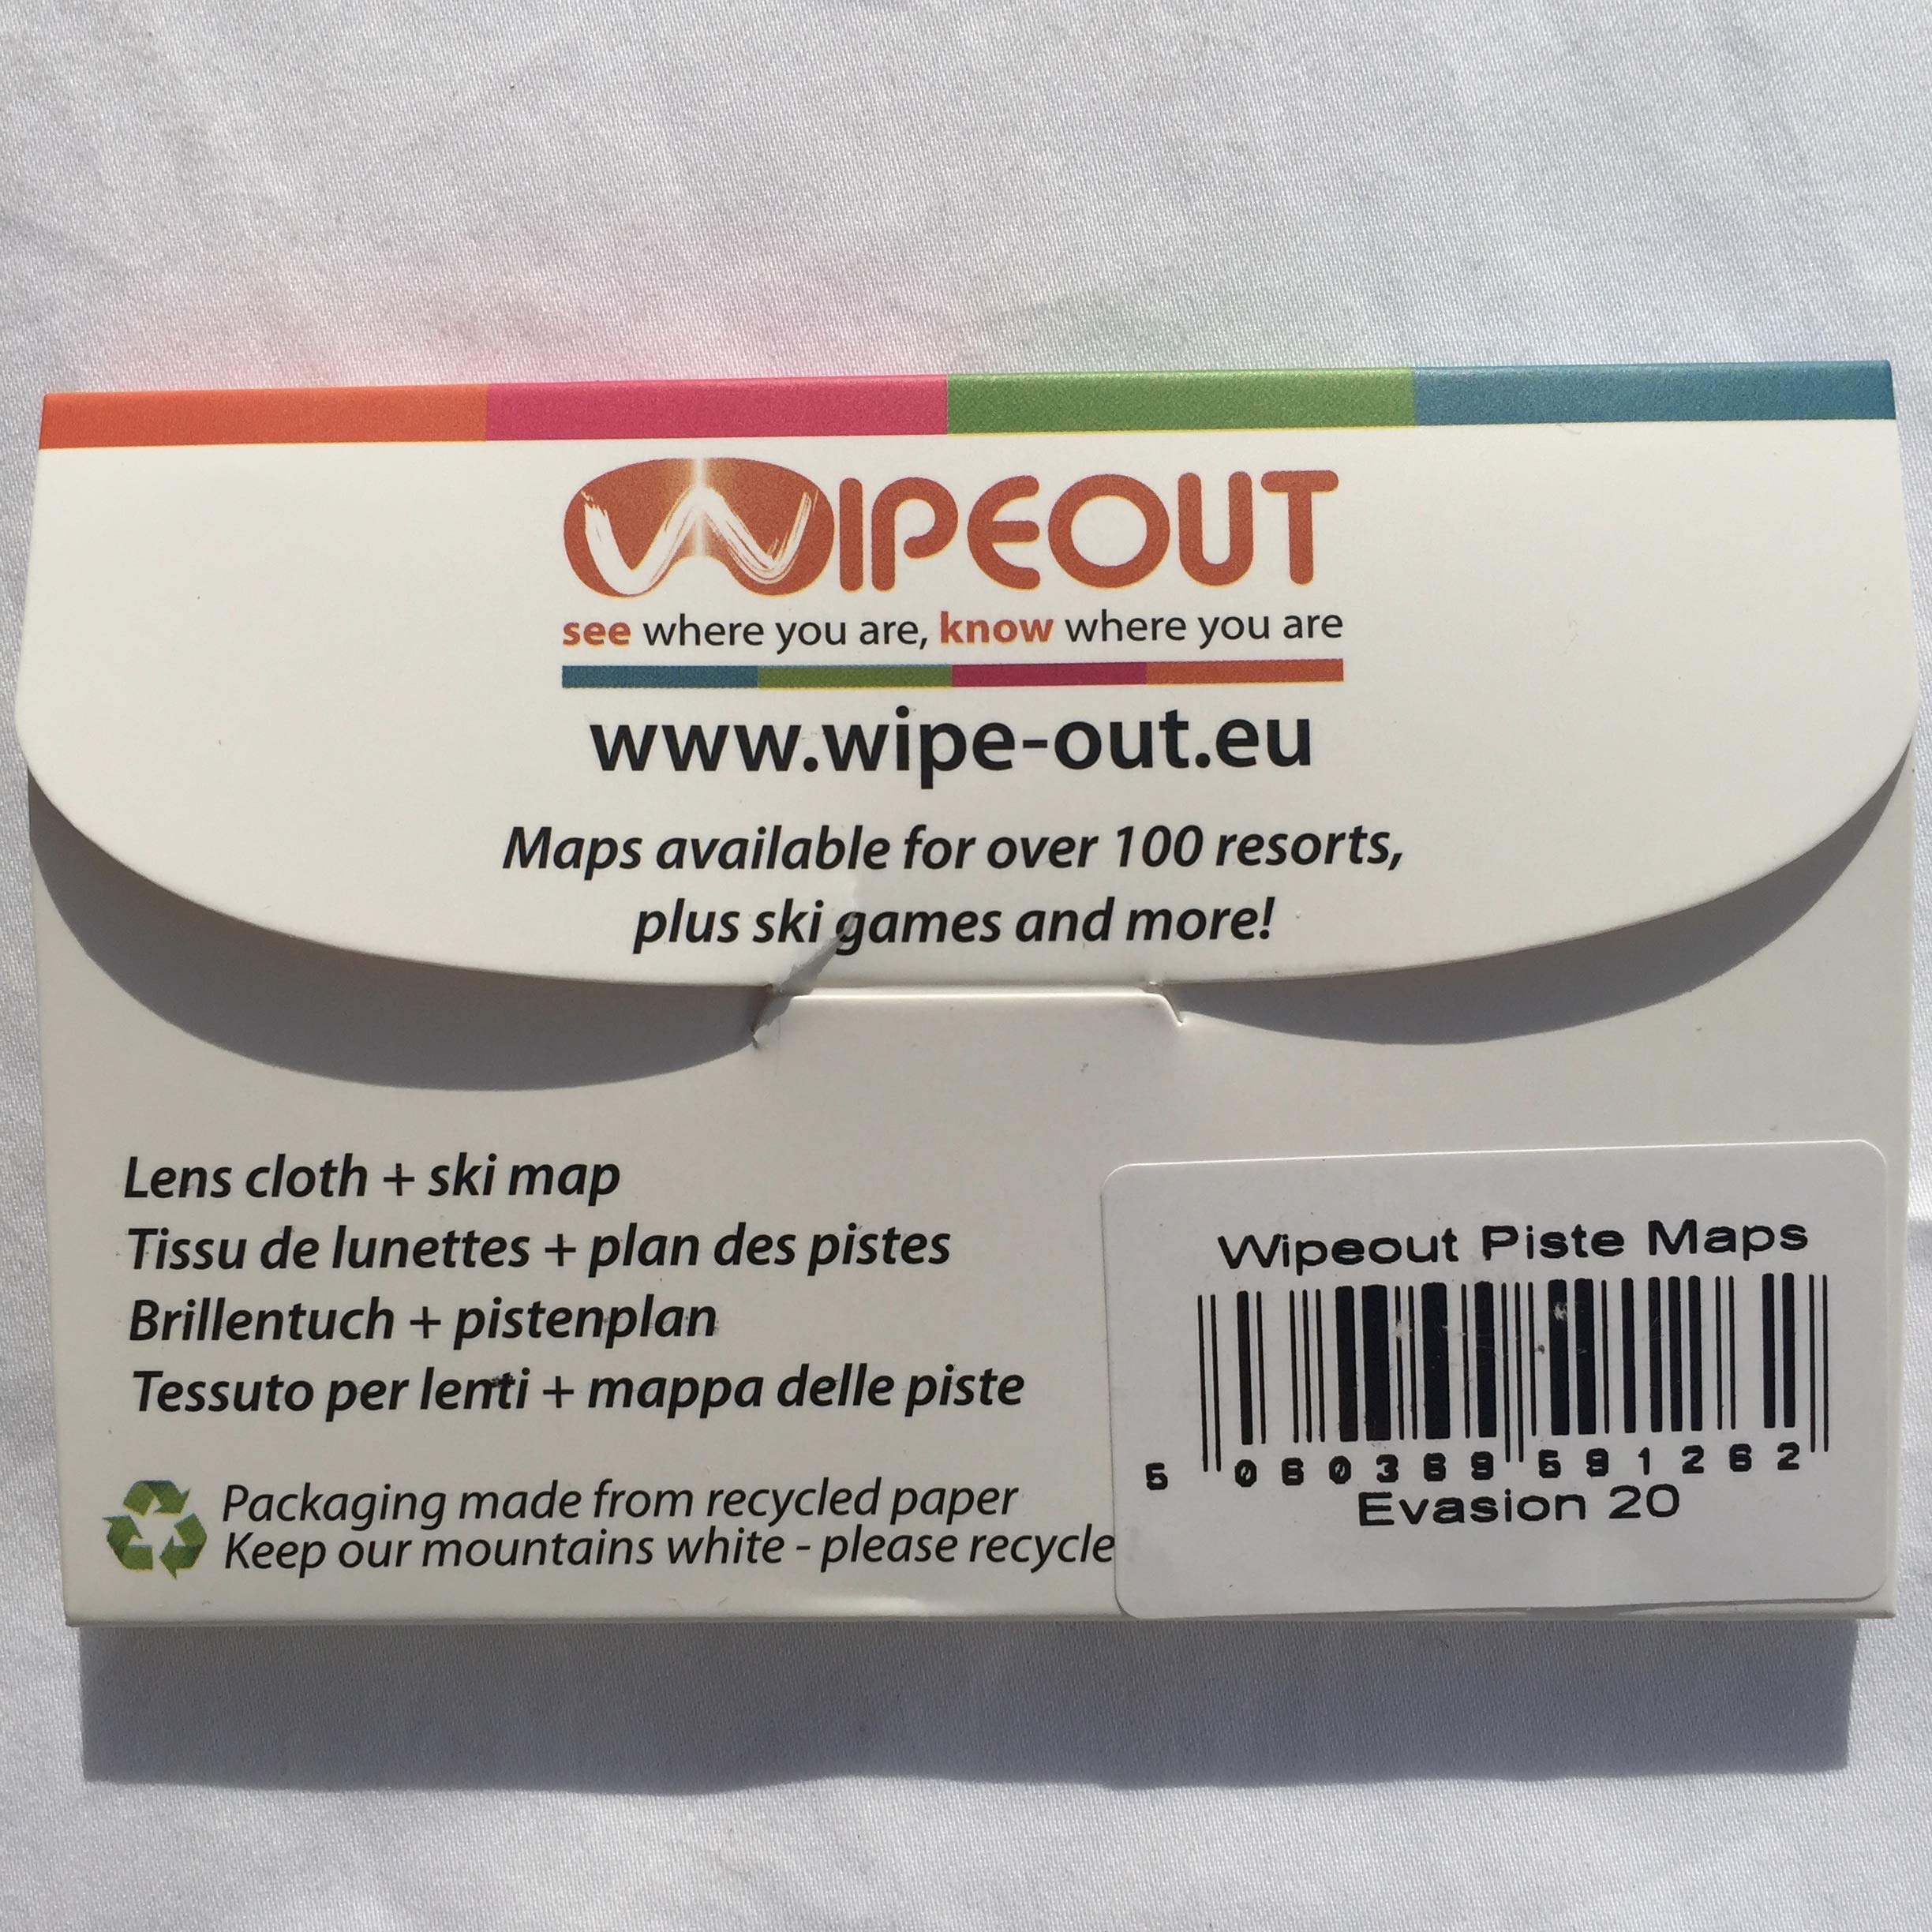 WIPEOUT
see where you are, know where you are
www.wipe-out.eu
Maps available for over 100 resorts,
plus ski games and more!
Lens cloth + ski map
Tissu de lunettes + plan des pistes
Brillentuch + pistenplan
Tessuto per lenti + mappa delle piste
Packaging made from recycled paper
Keep our mountains white - please recycle
Wipeout Piste Maps
5 060369 591262
Evasion 20